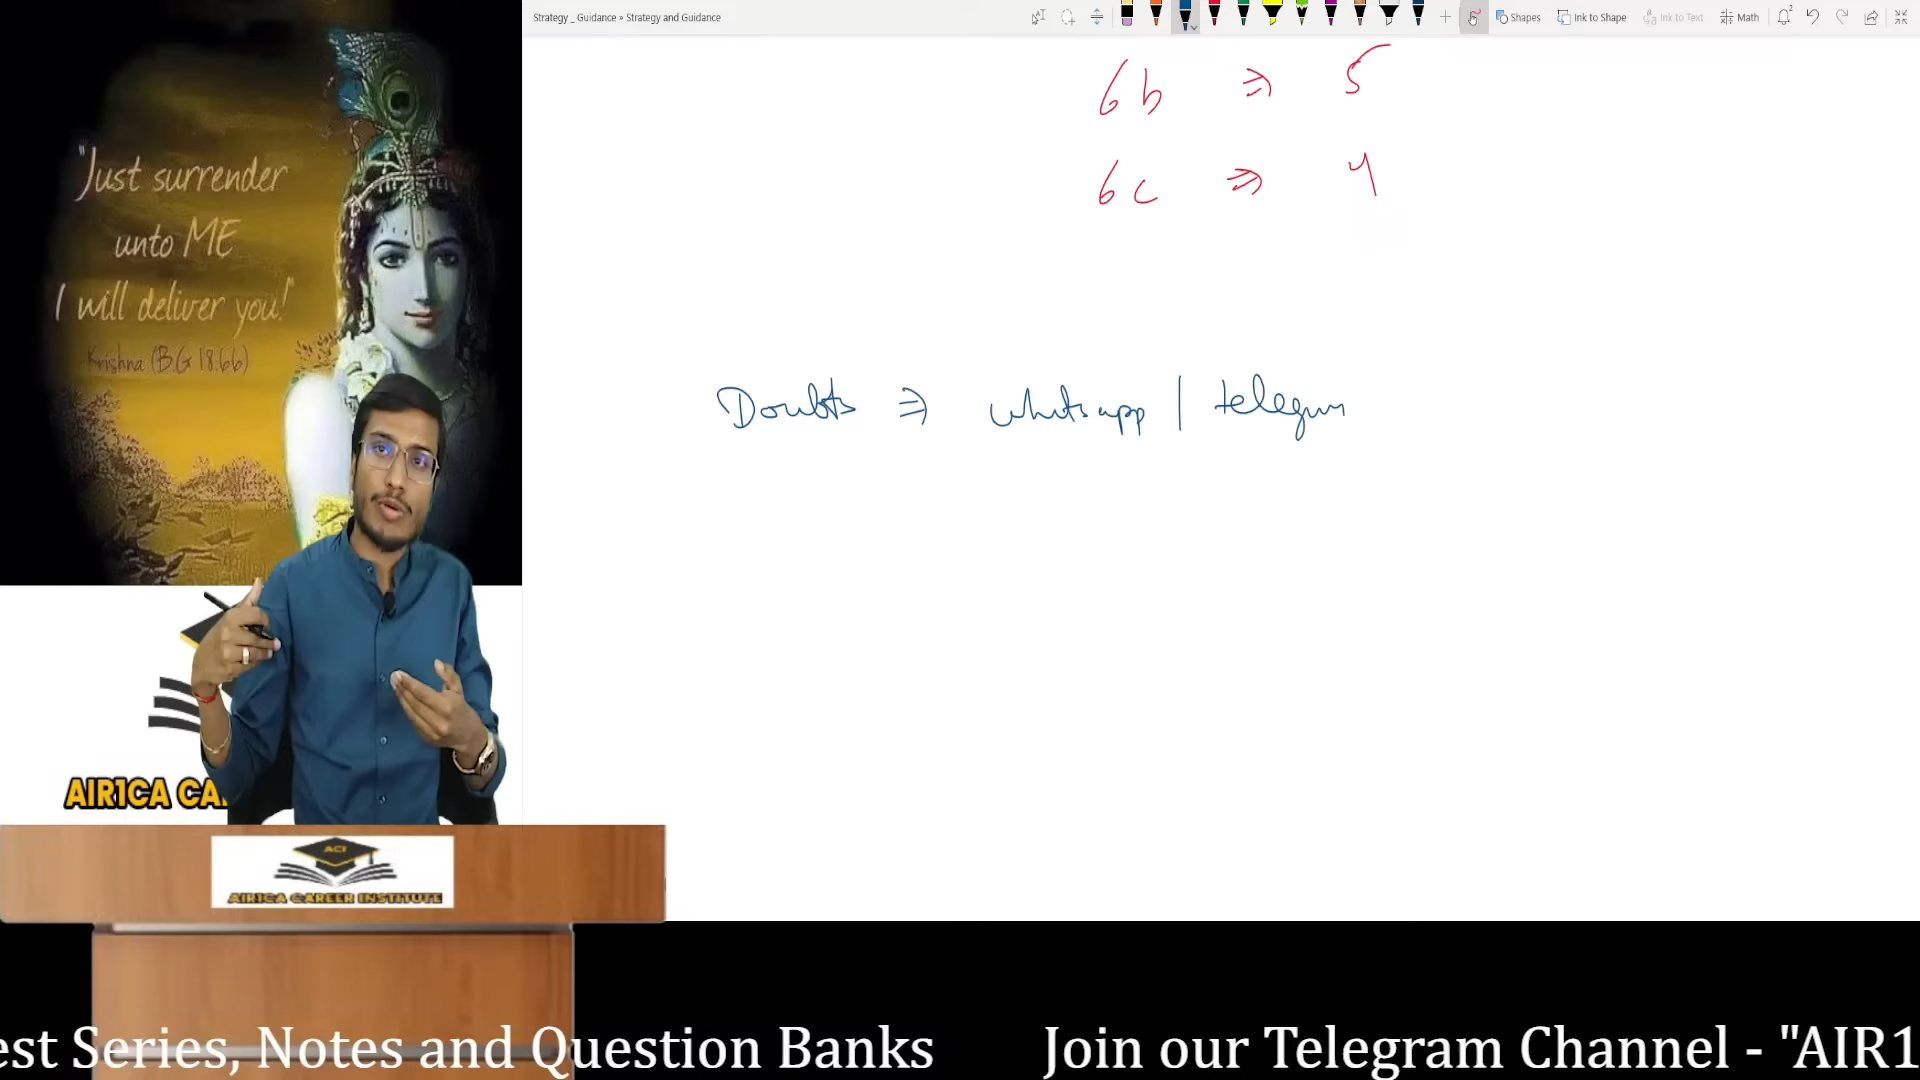 Strategy _ Guidance » Strategy and Guidance
Shapes
Ink to Shape
Ink to Text
Math
6b ⇒ 5
6c ⇒ 4
"Just surrender
unto ME
I will deliver you!"
- Krishna (B.G 18.66)
Doubts ⇒ whatsapp | telegram
AIR1CA CA
ACI
AIR1CA CAREER INSTITUTE
est Series, Notes and Question Banks Join our Telegram Channel - "AIR1